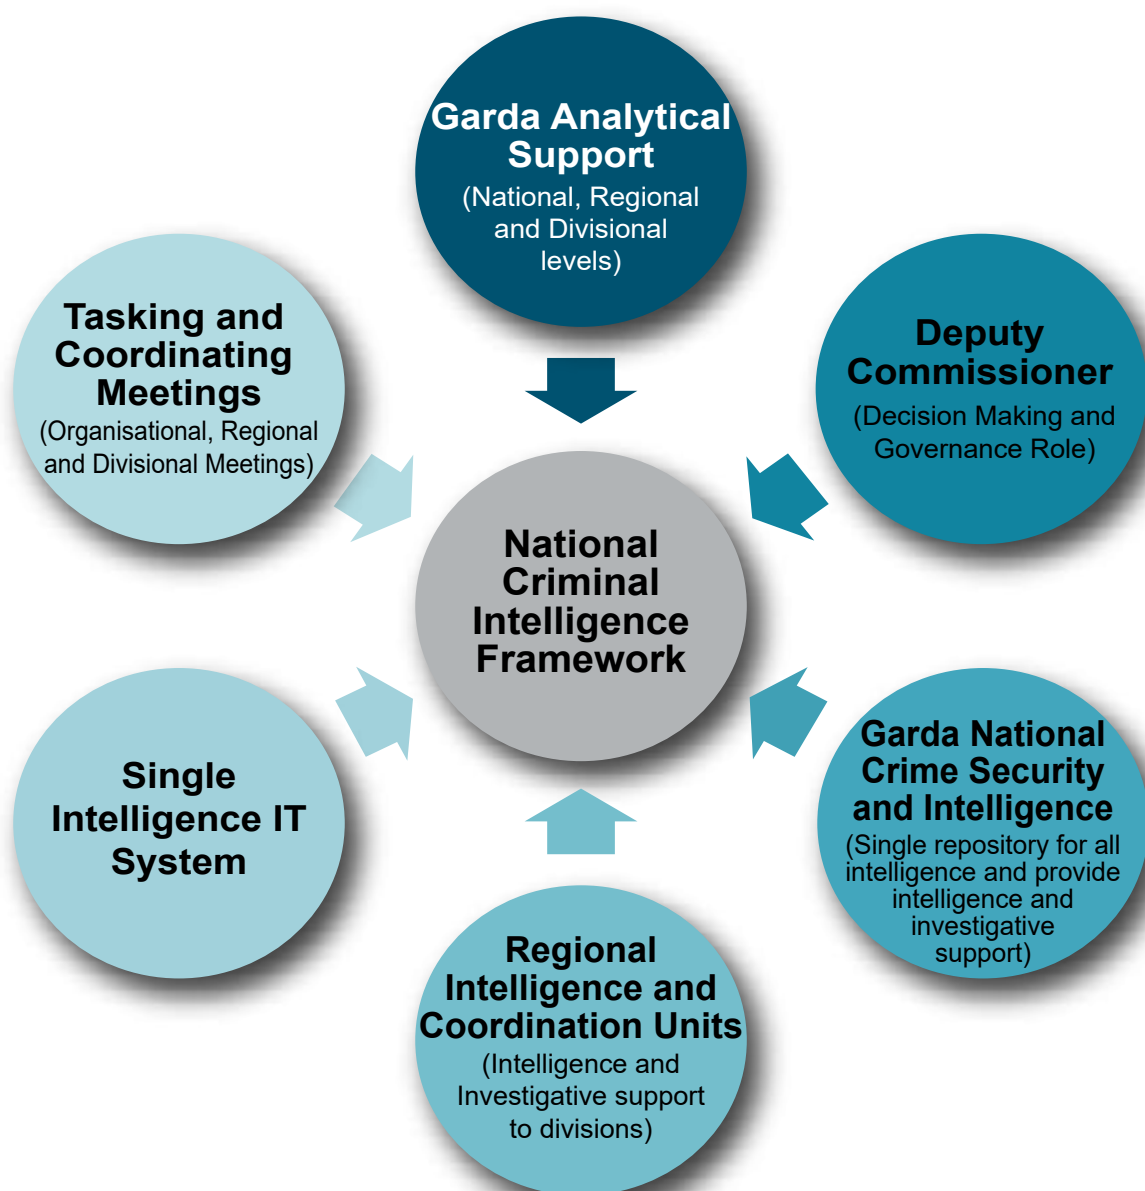 Garda Analytical
Support
(National, Regional
and Divisional
levels)
Tasking and
Coordinating
Meetings
(Organisational, Regional
and Divisional Meetings)
Deputy
Commissioner
(Decision Making and
Governance Role)
National
Criminal
Intelligence
Framework
Single
Intelligence IT
System
Garda National
Crime Security
and Intelligence
(Single repository for all
intelligence and provide
intelligence and
investigative
support)
Regional
Intelligence and
Coordination Units
(Intelligence and
Investigative support
to divisions)